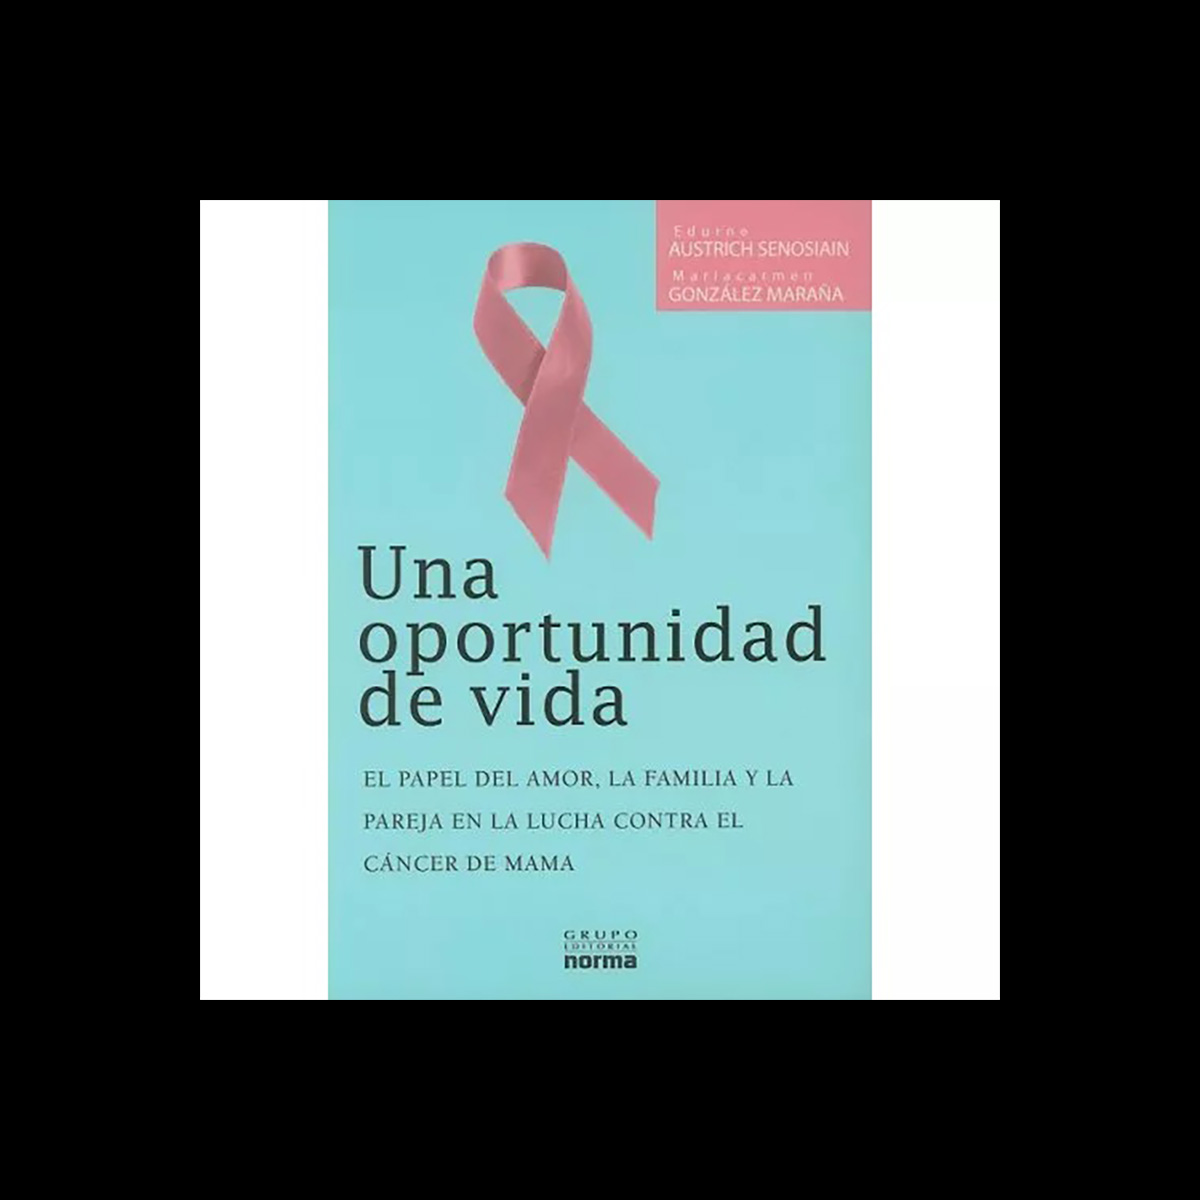 Edurne
AUSTRICH SENOSIAIN
Mariacarmen
GONZÁLEZ MARAÑA
Una
oportunidad
de vida
EL PAPEL DEL AMOR, LA FAMILIA Y LA
PAREJA EN LA LUCHA CONTRA EL
CÁNCER DE MAMA
GRUPO
EDITORIAL
norma